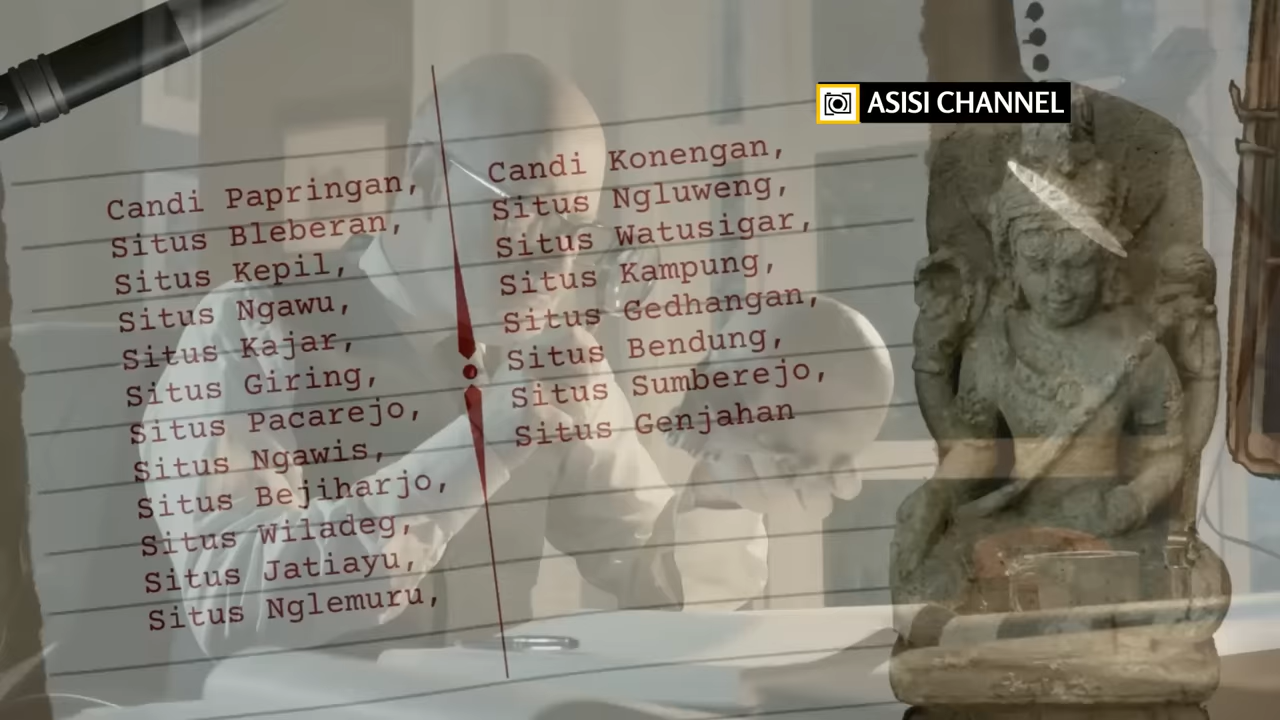 ASISI CHANNEL
Candi Papringan,
Situs Bleberan,
Situs Kepil,
Situs Ngawu,
Situs Kajar,
Situs Giring,
Situs Pacarejo,
Situs Ngawis,
Situs Bejiharjo,
Situs Wiladeg,
Situs Jatiayu,
Situs Nglemuru,
Candi Konengan,
Situs Ngluweng,
Situs Watusigar,
Situs Kampung,
Situs Gedhangan,
Situs Bendung,
Situs Sumberejo,
Situs Genjahan